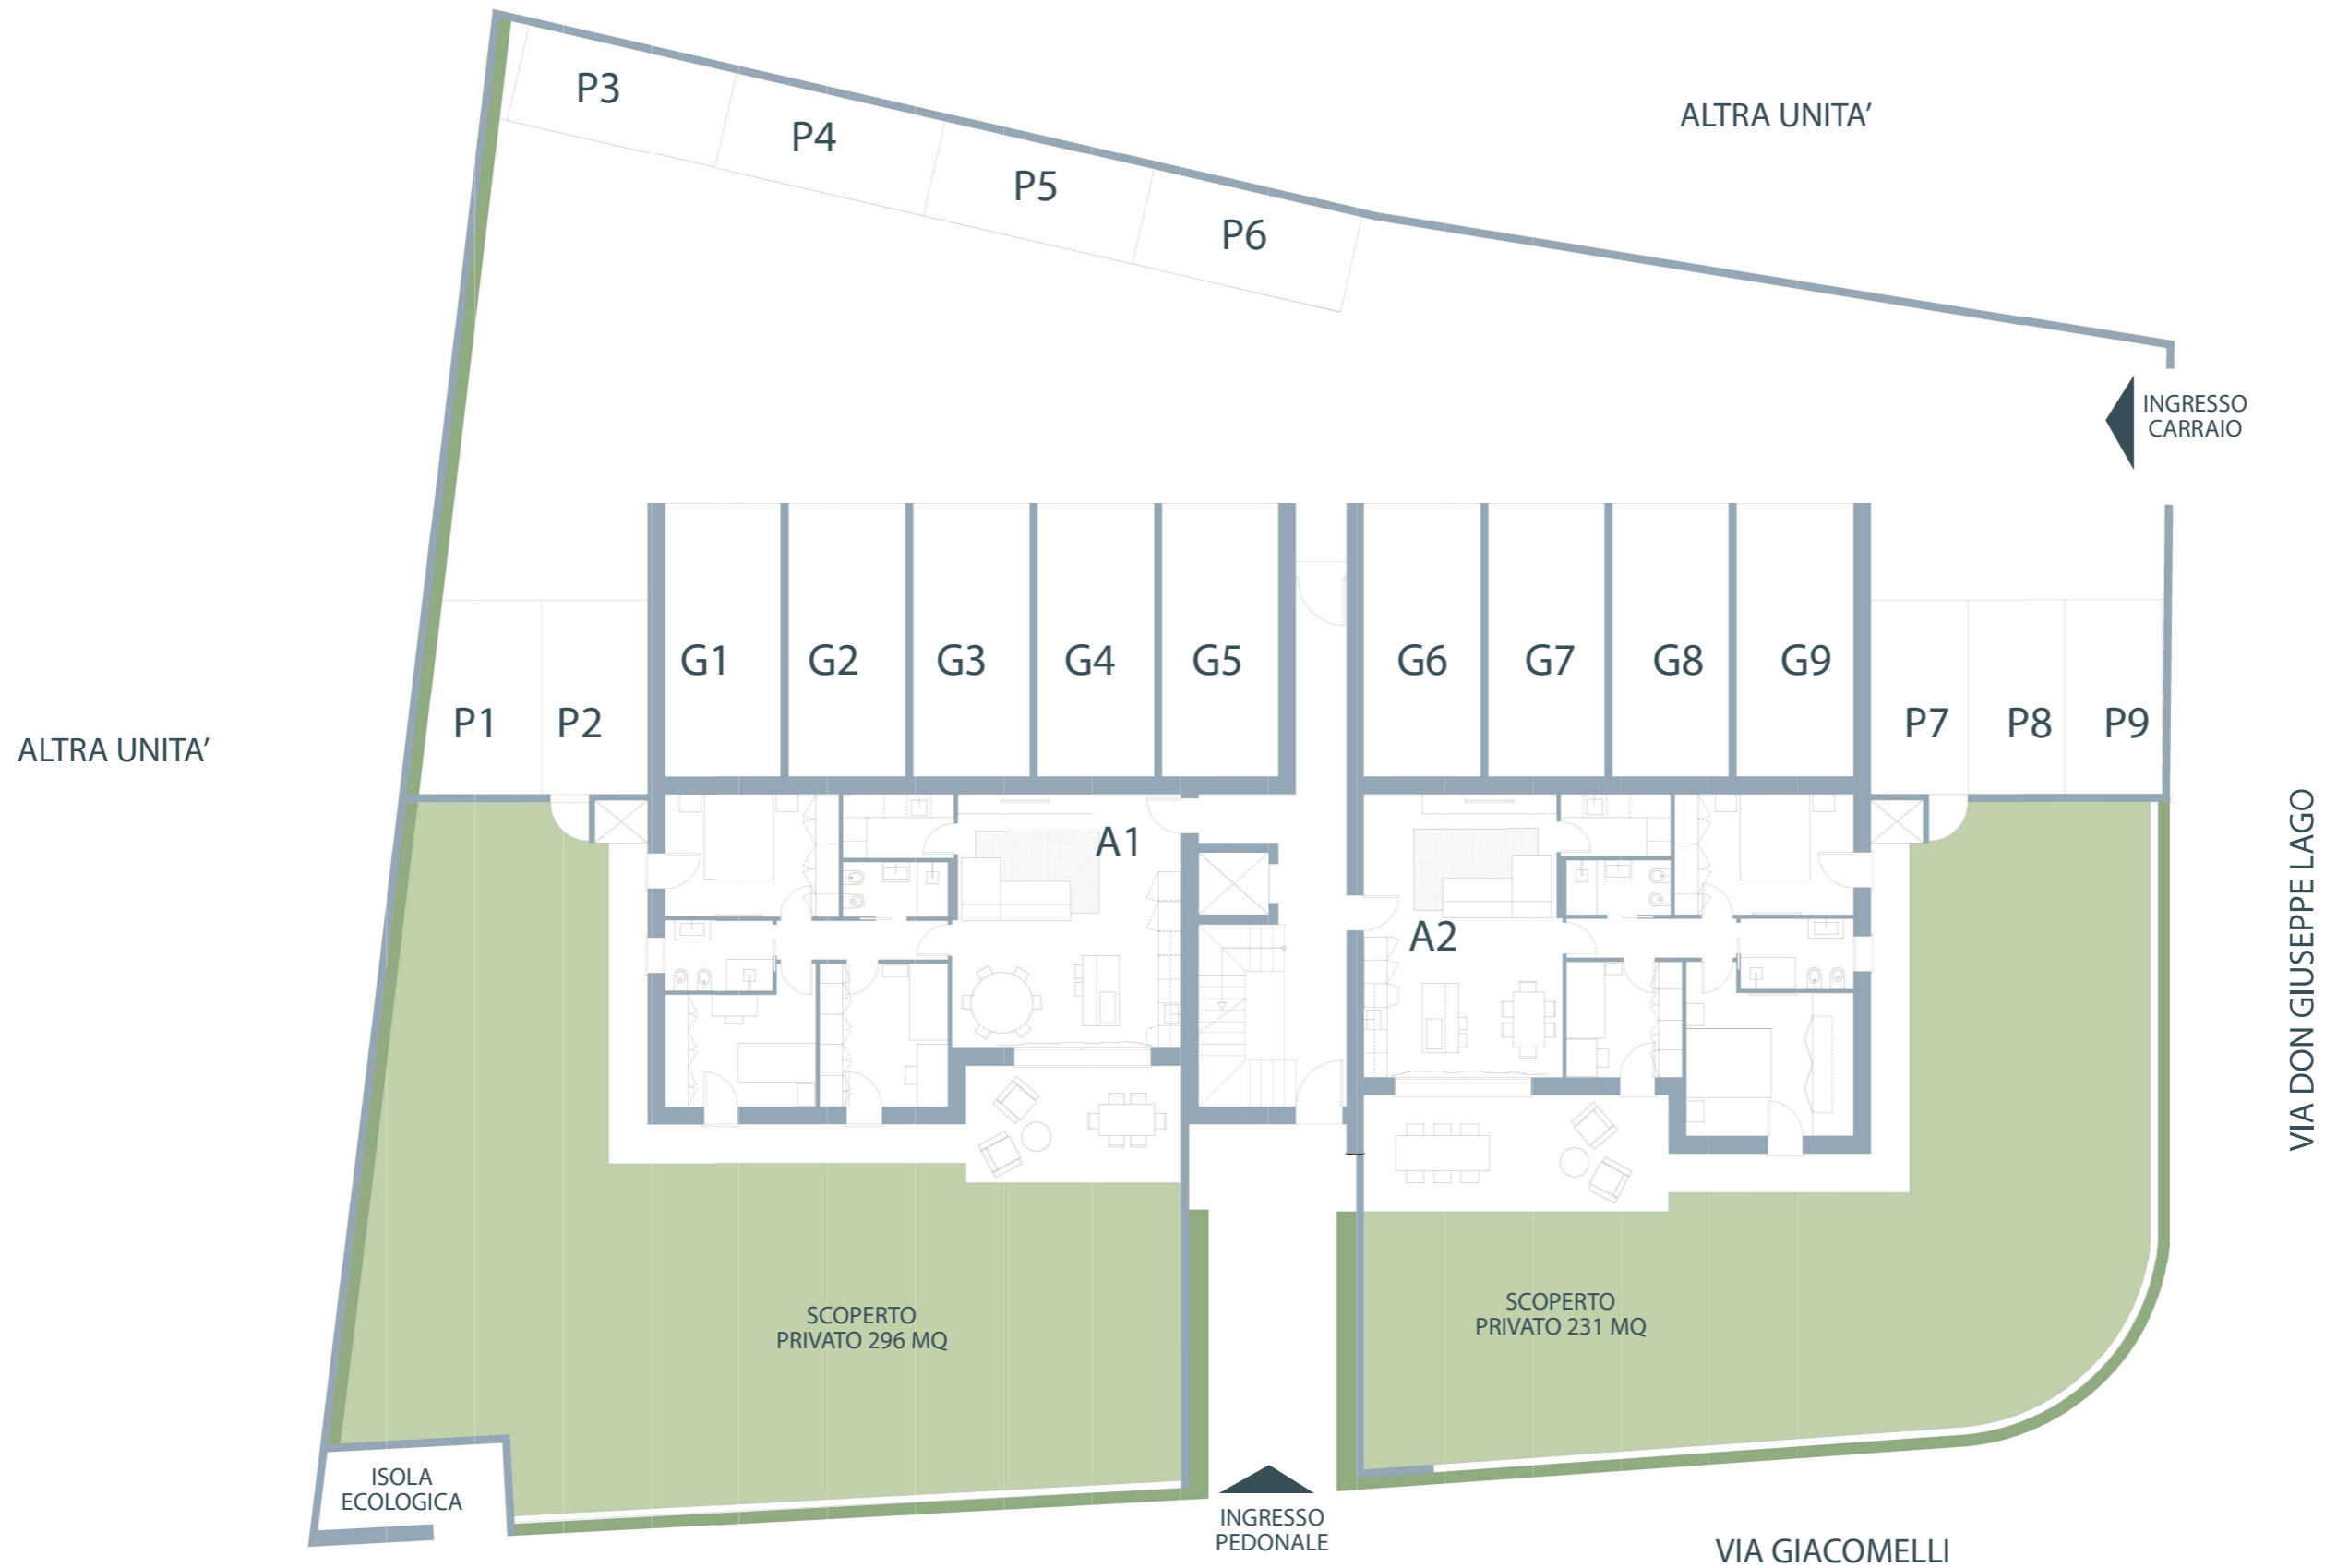 P3
P4
P5
P6
ALTRA UNITA’
INGRESSO
CARRAIO
G1
G2
G3
G4
G5
G6
G7
G8
G9
P1
P2
P7
P8
P9
ALTRA UNITA’
A1
A2
VIA DON GIUSEPPE LAGO
SCOPERTO
PRIVATO 296 MQ
SCOPERTO
PRIVATO 231 MQ
ISOLA
ECOLOGICA
INGRESSO
PEDONALE
VIA GIACOMELLI